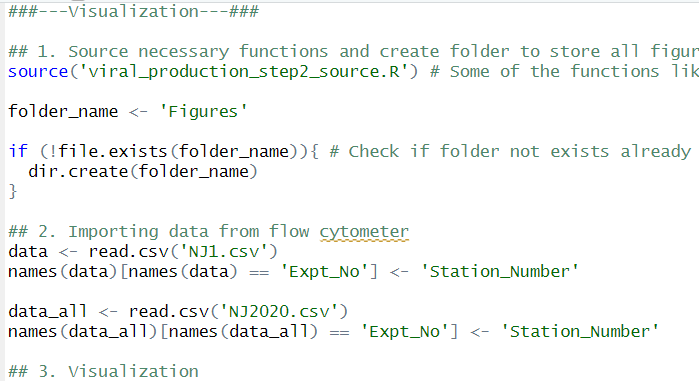 ###---Visualization---###
## 1. Source necessary functions and create folder to store all figur
source('viral_production_step2_source.R') # Some of the functions lik
folder_name <- 'Figures'
if (!file.exists(folder_name)){ # Check if folder not exists already
dir.create(folder_name)
}
## 2. Importing data from flow cytometer
data <- read.csv('NJ1.csv')
names(data)[names(data) == 'Expt_No'] <- 'Station_Number'
data_all <- read.csv('NJ2020.csv')
names(data_all)[names(data_all) == 'Expt_No'] <- 'Station_Number'
## 3. Visualization